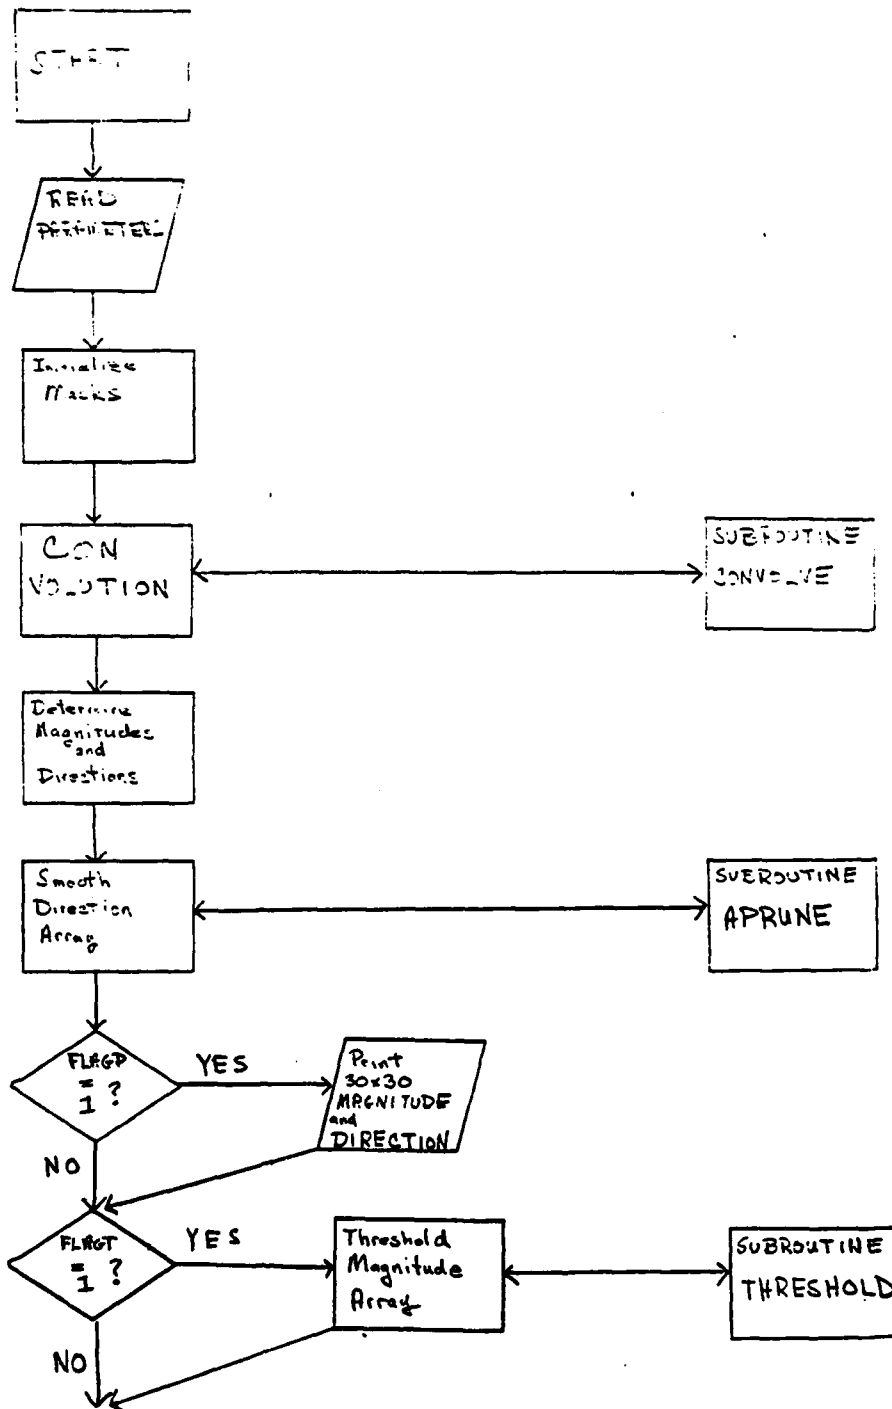 START
READ
PARAMETERS
Initialize
Masks
CON
VOLUTION
SUBROUTINE
CONVOLVE
Determine
Magnitudes
and
Directions
Smooth
Direction
Array
SUBROUTINE
APRUNE
FLAGP
=
1 ?
YES
Print
30x30
MAGNITUDE
and
DIRECTION
NO
FLAGT
=
1 ?
YES
Threshold
Magnitude
Array
SUBROUTINE
THRESHOLD
NO